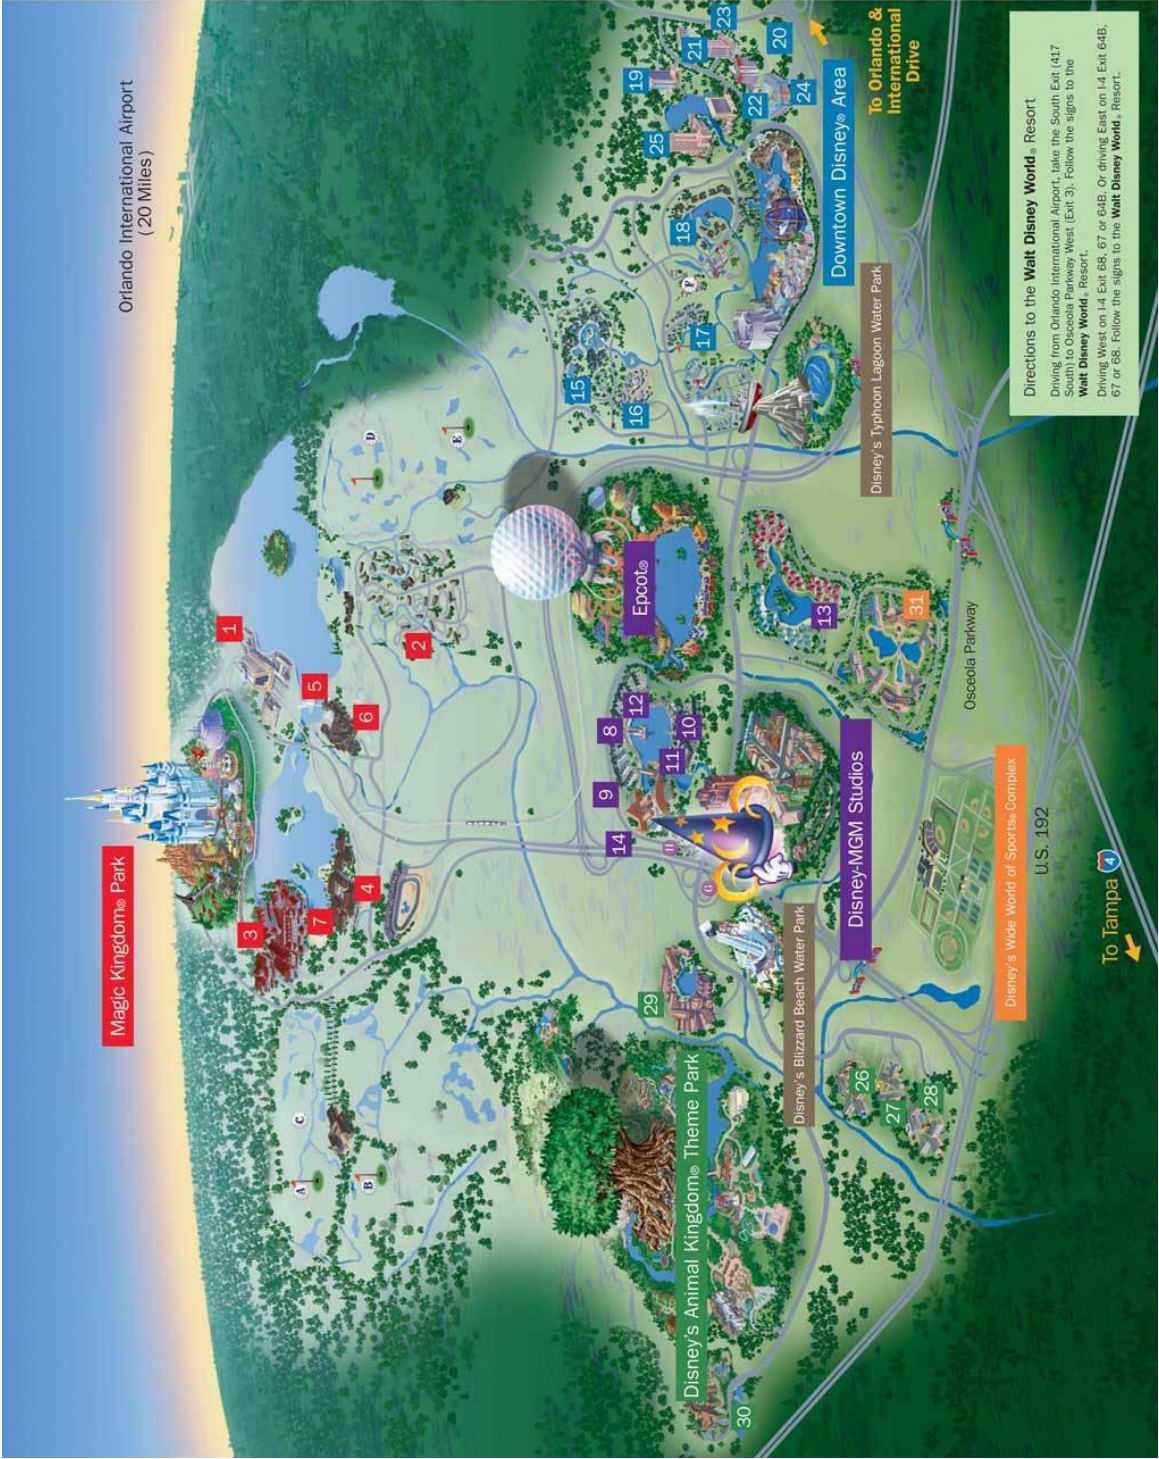 Orlando International Airport
(20 Miles)
Magic Kingdom® Park
1
2
3
4
5
6
7
A
B
C
D
E
Epcot®
8
9
10
11
12
13
14
G
H
Disney-MGM Studios
Disney's Blizzard Beach Water Park
Disney's Animal Kingdom® Theme Park
26
27
28
29
30
31
Disney's Wide World of Sports® Complex
Osceola Parkway
U.S. 192
To Tampa 4
15
16
17
18
19
20
21
22
23
24
25
F
Downtown Disney® Area
Disney's Typhoon Lagoon Water Park
To Orlando &
International
Drive
Directions to the Walt Disney World® Resort
Driving from Orlando International Airport, take the South Exit (417
South) to Osceola Parkway West (Exit 3). Follow the signs to the
Walt Disney World® Resort.
Driving West on I-4 Exit 68, 67 or 64B. Or driving East on I-4 Exit 64B,
67 or 68. Follow the signs to the Walt Disney World® Resort.